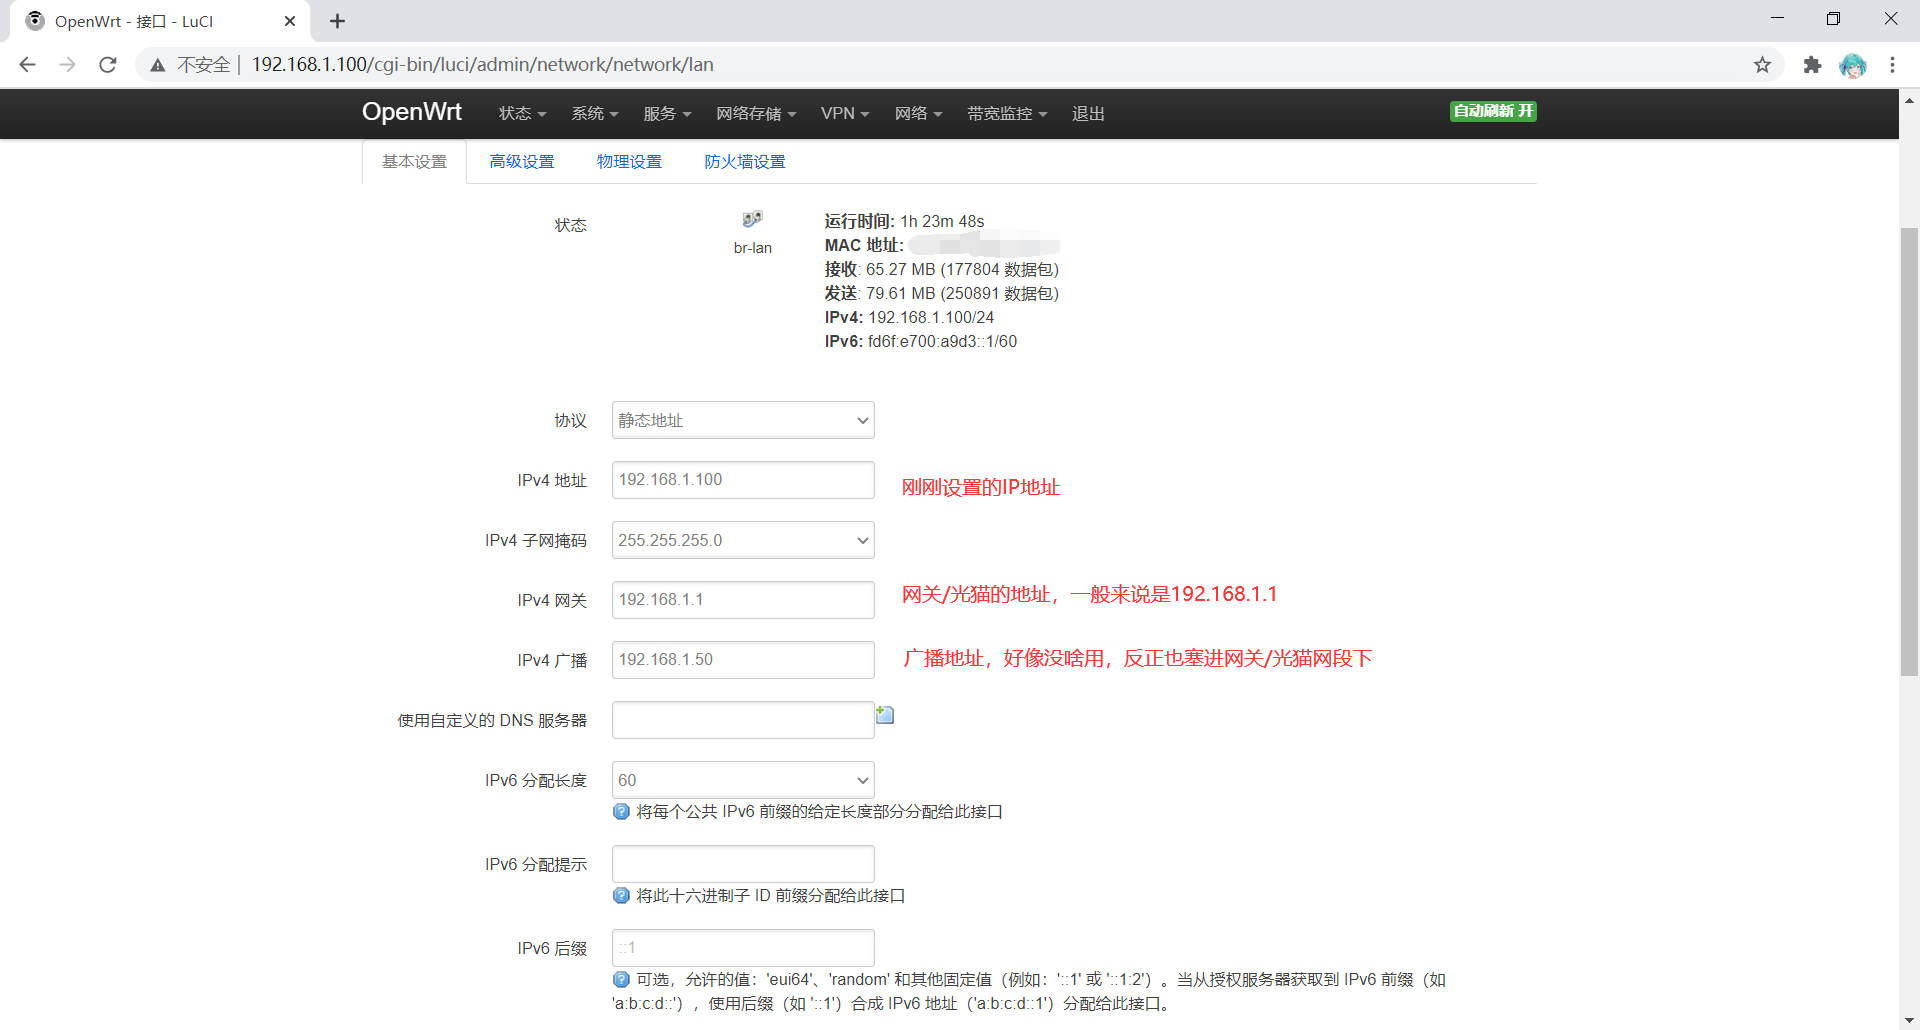 OpenWrt - 接口 - LuCI
不安全 | 192.168.1.100/cgi-bin/luci/admin/network/network/lan
OpenWrt 状态 系统 服务 网络存储 VPN 网络 带宽监控 退出 自动刷新 开
基本设置 高级设置 物理设置 防火墙设置
状态
br-lan
运行时间: 1h 23m 48s
MAC 地址:
接收: 65.27 MB (177804 数据包)
发送: 79.61 MB (250891 数据包)
IPv4: 192.168.1.100/24
IPv6: fd6f:e700:a9d3::1/60
协议 静态地址
IPv4 地址 192.168.1.100 刚刚设置的IP地址
IPv4 子网掩码 255.255.255.0
IPv4 网关 192.168.1.1 网关/光猫的地址，一般来说是192.168.1.1
IPv4 广播 192.168.1.50 广播地址，好像没啥用，反正也塞进网关/光猫网段下
使用自定义的 DNS 服务器
IPv6 分配长度 60
将每个公共 IPv6 前缀的给定长度部分分配给此接口
IPv6 分配提示
将此十六进制子 ID 前缀分配给此接口
IPv6 后缀 ::1
可选，允许的值：'eui64'、'random' 和其他固定值（例如：'::1' 或 '::1:2'）。当从授权服务器获取到 IPv6 前缀（如
'a:b:c:d::'），使用后缀（如 '::1'）合成 IPv6 地址（'a:b:c:d::1'）分配给此接口。